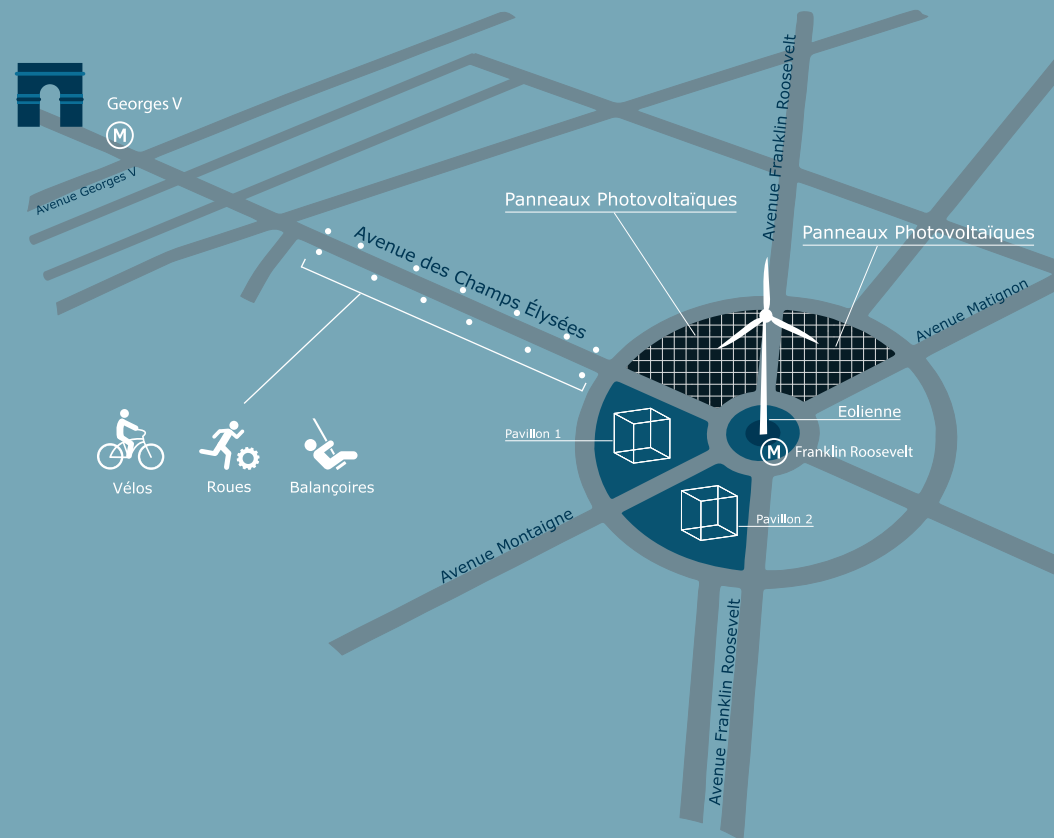 Georges V
M
Avenue Georges V
Avenue Franklin Roosevelt
Panneaux Photovoltaïques
Panneaux Photovoltaïques
Avenue des Champs Élysées
Avenue Matignon
Eolienne
Pavillon 1
M Franklin Roosevelt
Vélos
Roues
Balançoires
Pavillon 2
Avenue Montaigne
Avenue Franklin Roosevelt